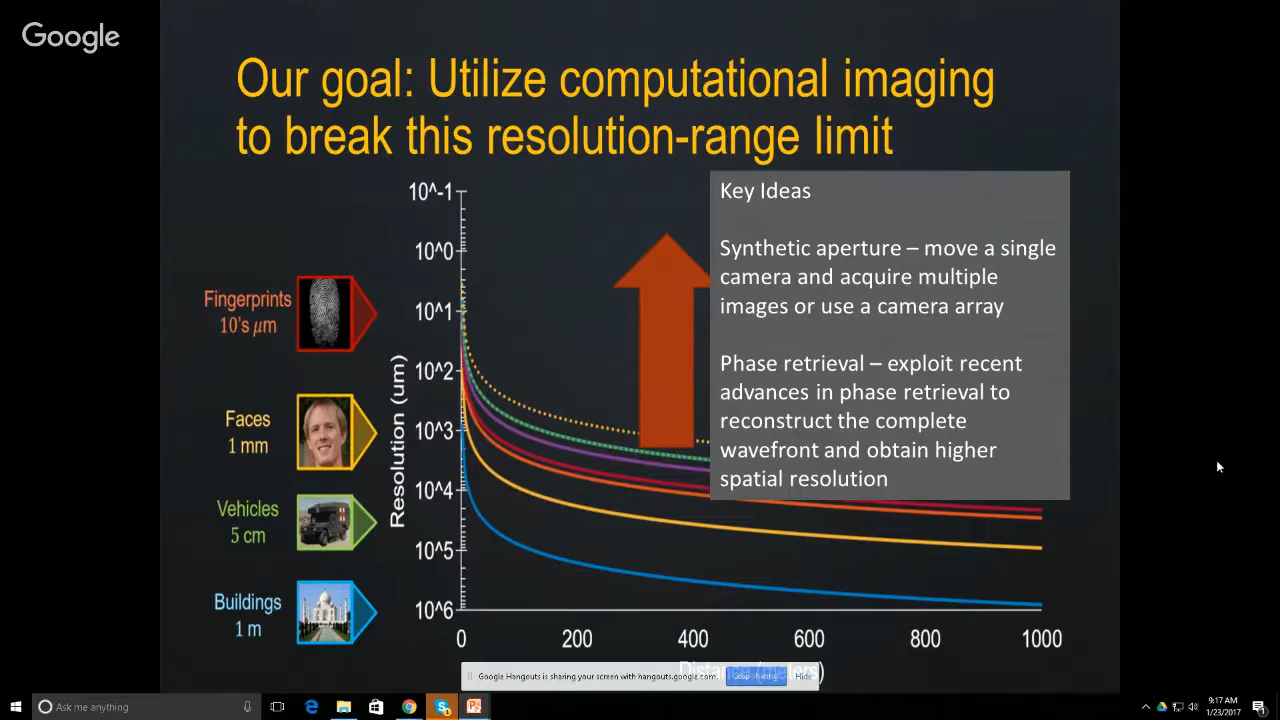 Google
Our goal: Utilize computational imaging
to break this resolution-range limit
Key Ideas
Synthetic aperture – move a single
camera and acquire multiple
images or use a camera array
Phase retrieval – exploit recent
advances in phase retrieval to
reconstruct the complete
wavefront and obtain higher
spatial resolution
Fingerprints
10's μm
Faces
1 mm
Vehicles
5 cm
Buildings
1 m
Resolution (um)
10^-1
10^0
10^1
10^2
10^3
10^4
10^5
10^6
0 200 400 600 800 1000
Distance (meters)
Google Hangouts is sharing your screen with hangouts.google.com.
Stop sharing
Hide
Ask me anything
9:17 AM
1/23/2017